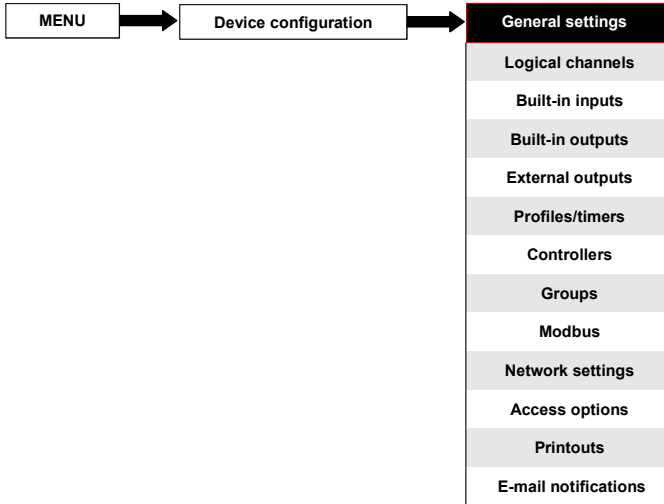 MENU
Device configuration
General settings
Logical channels
Built-in inputs
Built-in outputs
External outputs
Profiles/timers
Controllers
Groups
Modbus
Network settings
Access options
Printouts
E-mail notifications